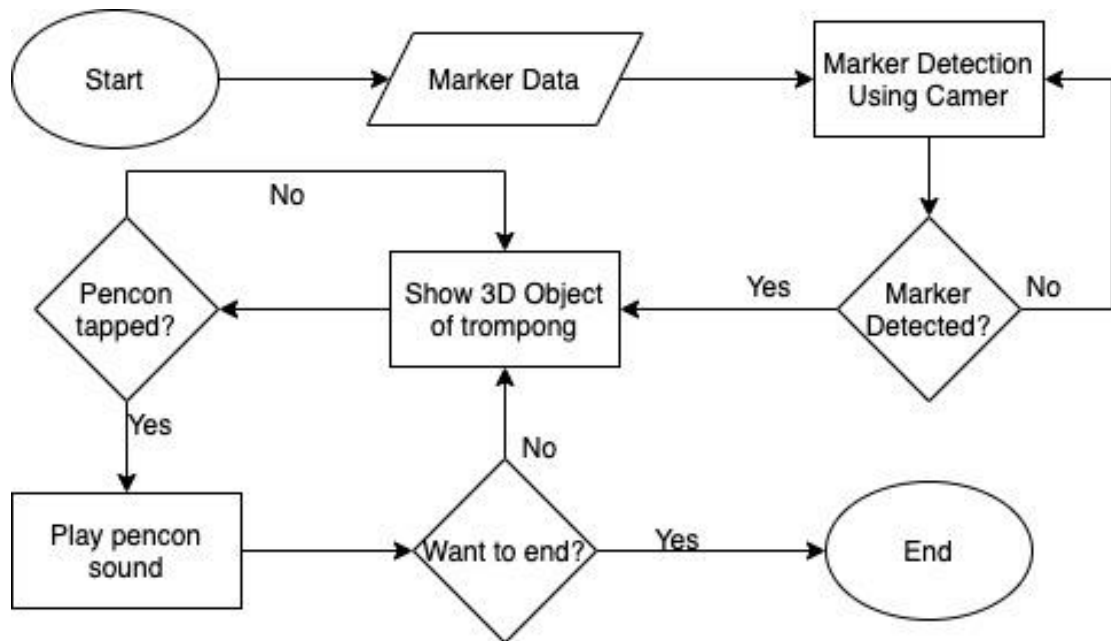 Start
Marker Data
Marker Detection
Using Camer
No
Pencon
tapped?
Show 3D Object
of trompong
Yes
Marker
Detected?
No
Yes
No
Play pencon
sound
Want to end?
Yes
End